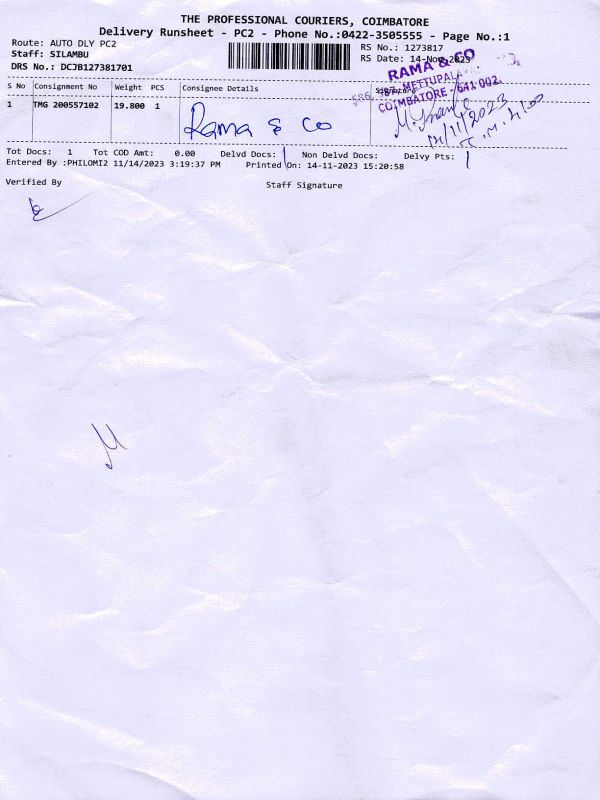 THE PROFESSIONAL COURIERS, COIMBATORE
Delivery Runsheet - PC2 - Phone No.:0422-3505555 - Page No.:1
Route: AUTO DLY PC2
Staff: SILAMBU
DRS No.: DCJB127381701
RS No.: 1273817
RS Date: 14-Nov-2023
RAMA & CO
METTUPALA
COIMBATORE - 641 002.
S No Consignment No Weight PCS Consignee Details Signature
1 TMG 200557102 19.800 1 Rama & Co
14/11/2023
Tot Docs: 1 Tot COD Amt: 0.00 Delvd Docs: 1 Non Delvd Docs: Delvy Pts: 1
Entered By :PHILOMI2 11/14/2023 3:19:37 PM Printed On: 14-11-2023 15:20:58
Verified By Staff Signature